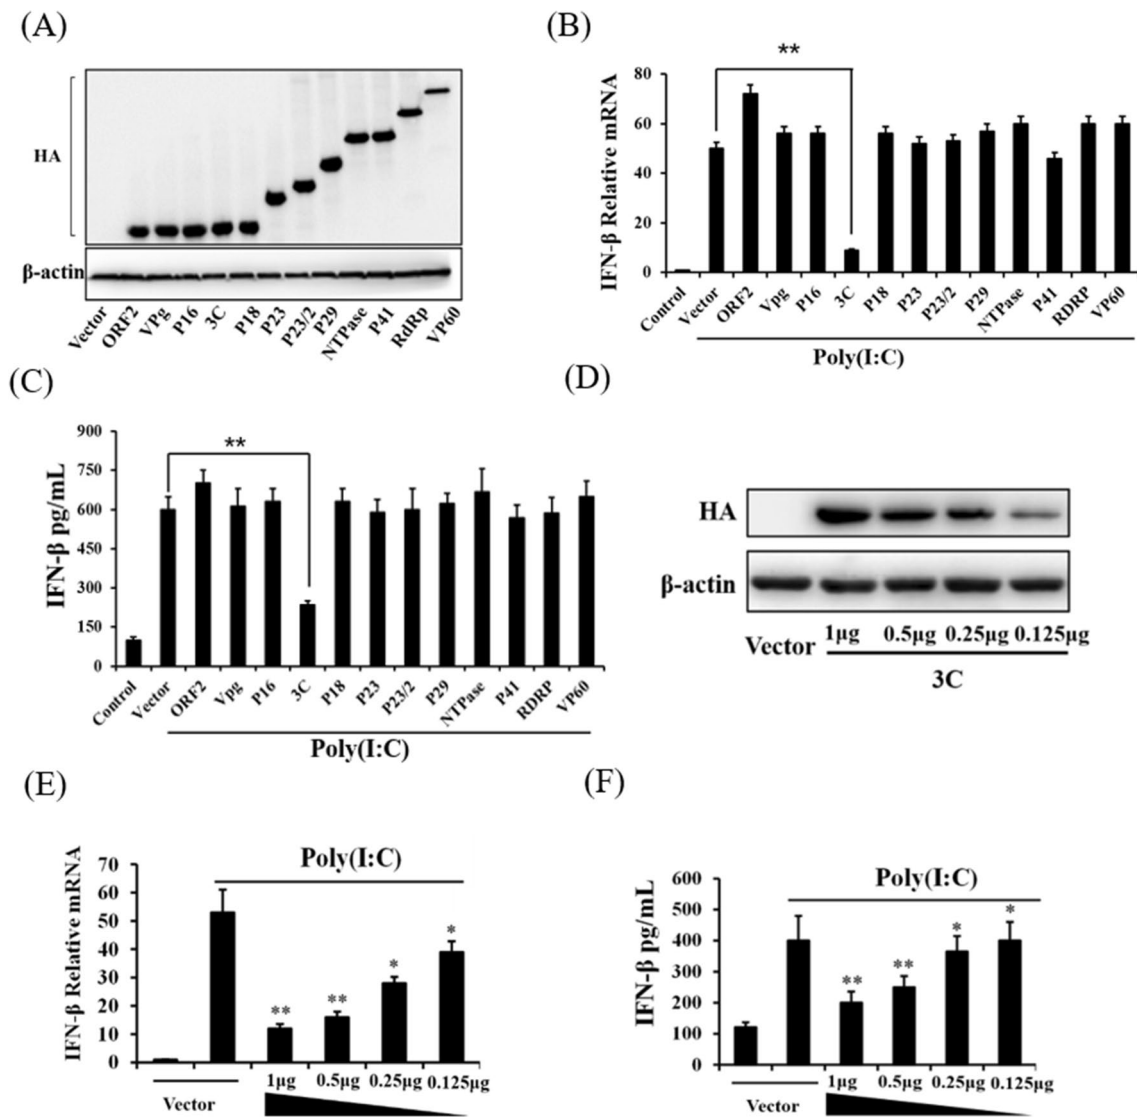 (A)
HA
β-actin
Vector ORF2 VPg P16 3C P18 P23 P23/2 P29 NTPase P41 RdRp VP60
(B)
**
IFN-β Relative mRNA
80
60
40
20
0
Control Vector ORF2 Vpg P16 3C P18 P23 P23/2 P29 NTPase P41 RDRP VP60
Poly(I:C)
(C)
**
IFN-β pg/mL
900
750
600
450
300
150
0
Control Vector ORF2 Vpg P16 3C P18 P23 P23/2 P29 NTPase P41 RDRP VP60
Poly(I:C)
(D)
HA
β-actin
Vector 1μg 0.5μg 0.25μg 0.125μg
3C
(E)
Poly(I:C)
IFN-β Relative mRNA
70
60
50
40
30
20
10
0
** ** * *
1μg 0.5μg 0.25μg 0.125μg
Vector
(F)
Poly(I:C)
IFN-β pg/mL
600
500
400
300
200
100
0
** ** * *
1μg 0.5μg 0.25μg 0.125μg
Vector